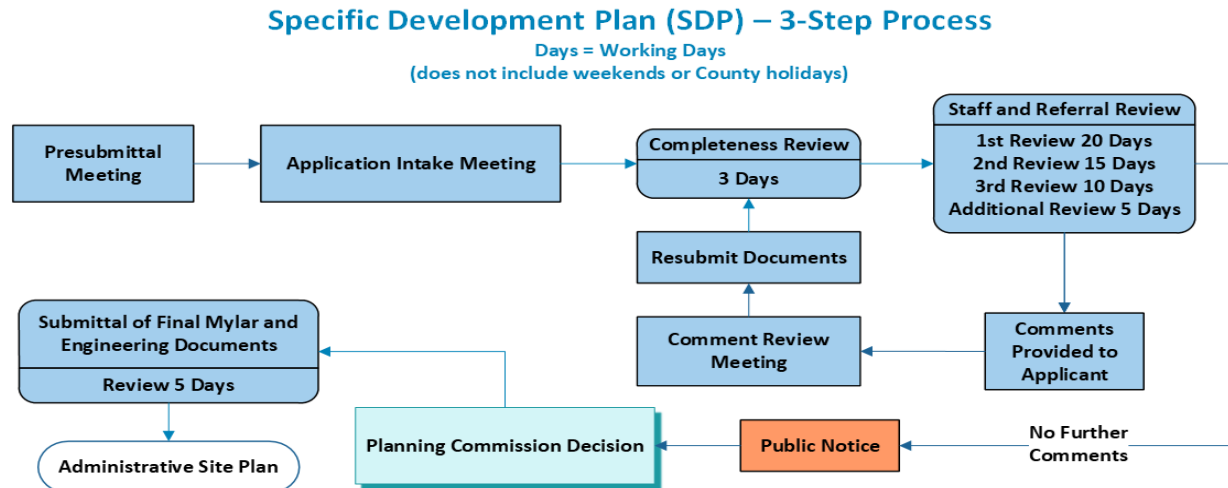 Specific Development Plan (SDP) – 3-Step Process
Days = Working Days
(does not include weekends or County holidays)
Presubmittal
Meeting
Application Intake Meeting
Completeness Review
3 Days
Staff and Referral Review
1st Review 20 Days
2nd Review 15 Days
3rd Review 10 Days
Additional Review 5 Days
Resubmit Documents
Comment Review
Meeting
Comments
Provided to
Applicant
Submittal of Final Mylar and
Engineering Documents
Review 5 Days
Planning Commission Decision
Public Notice
No Further
Comments
Administrative Site Plan